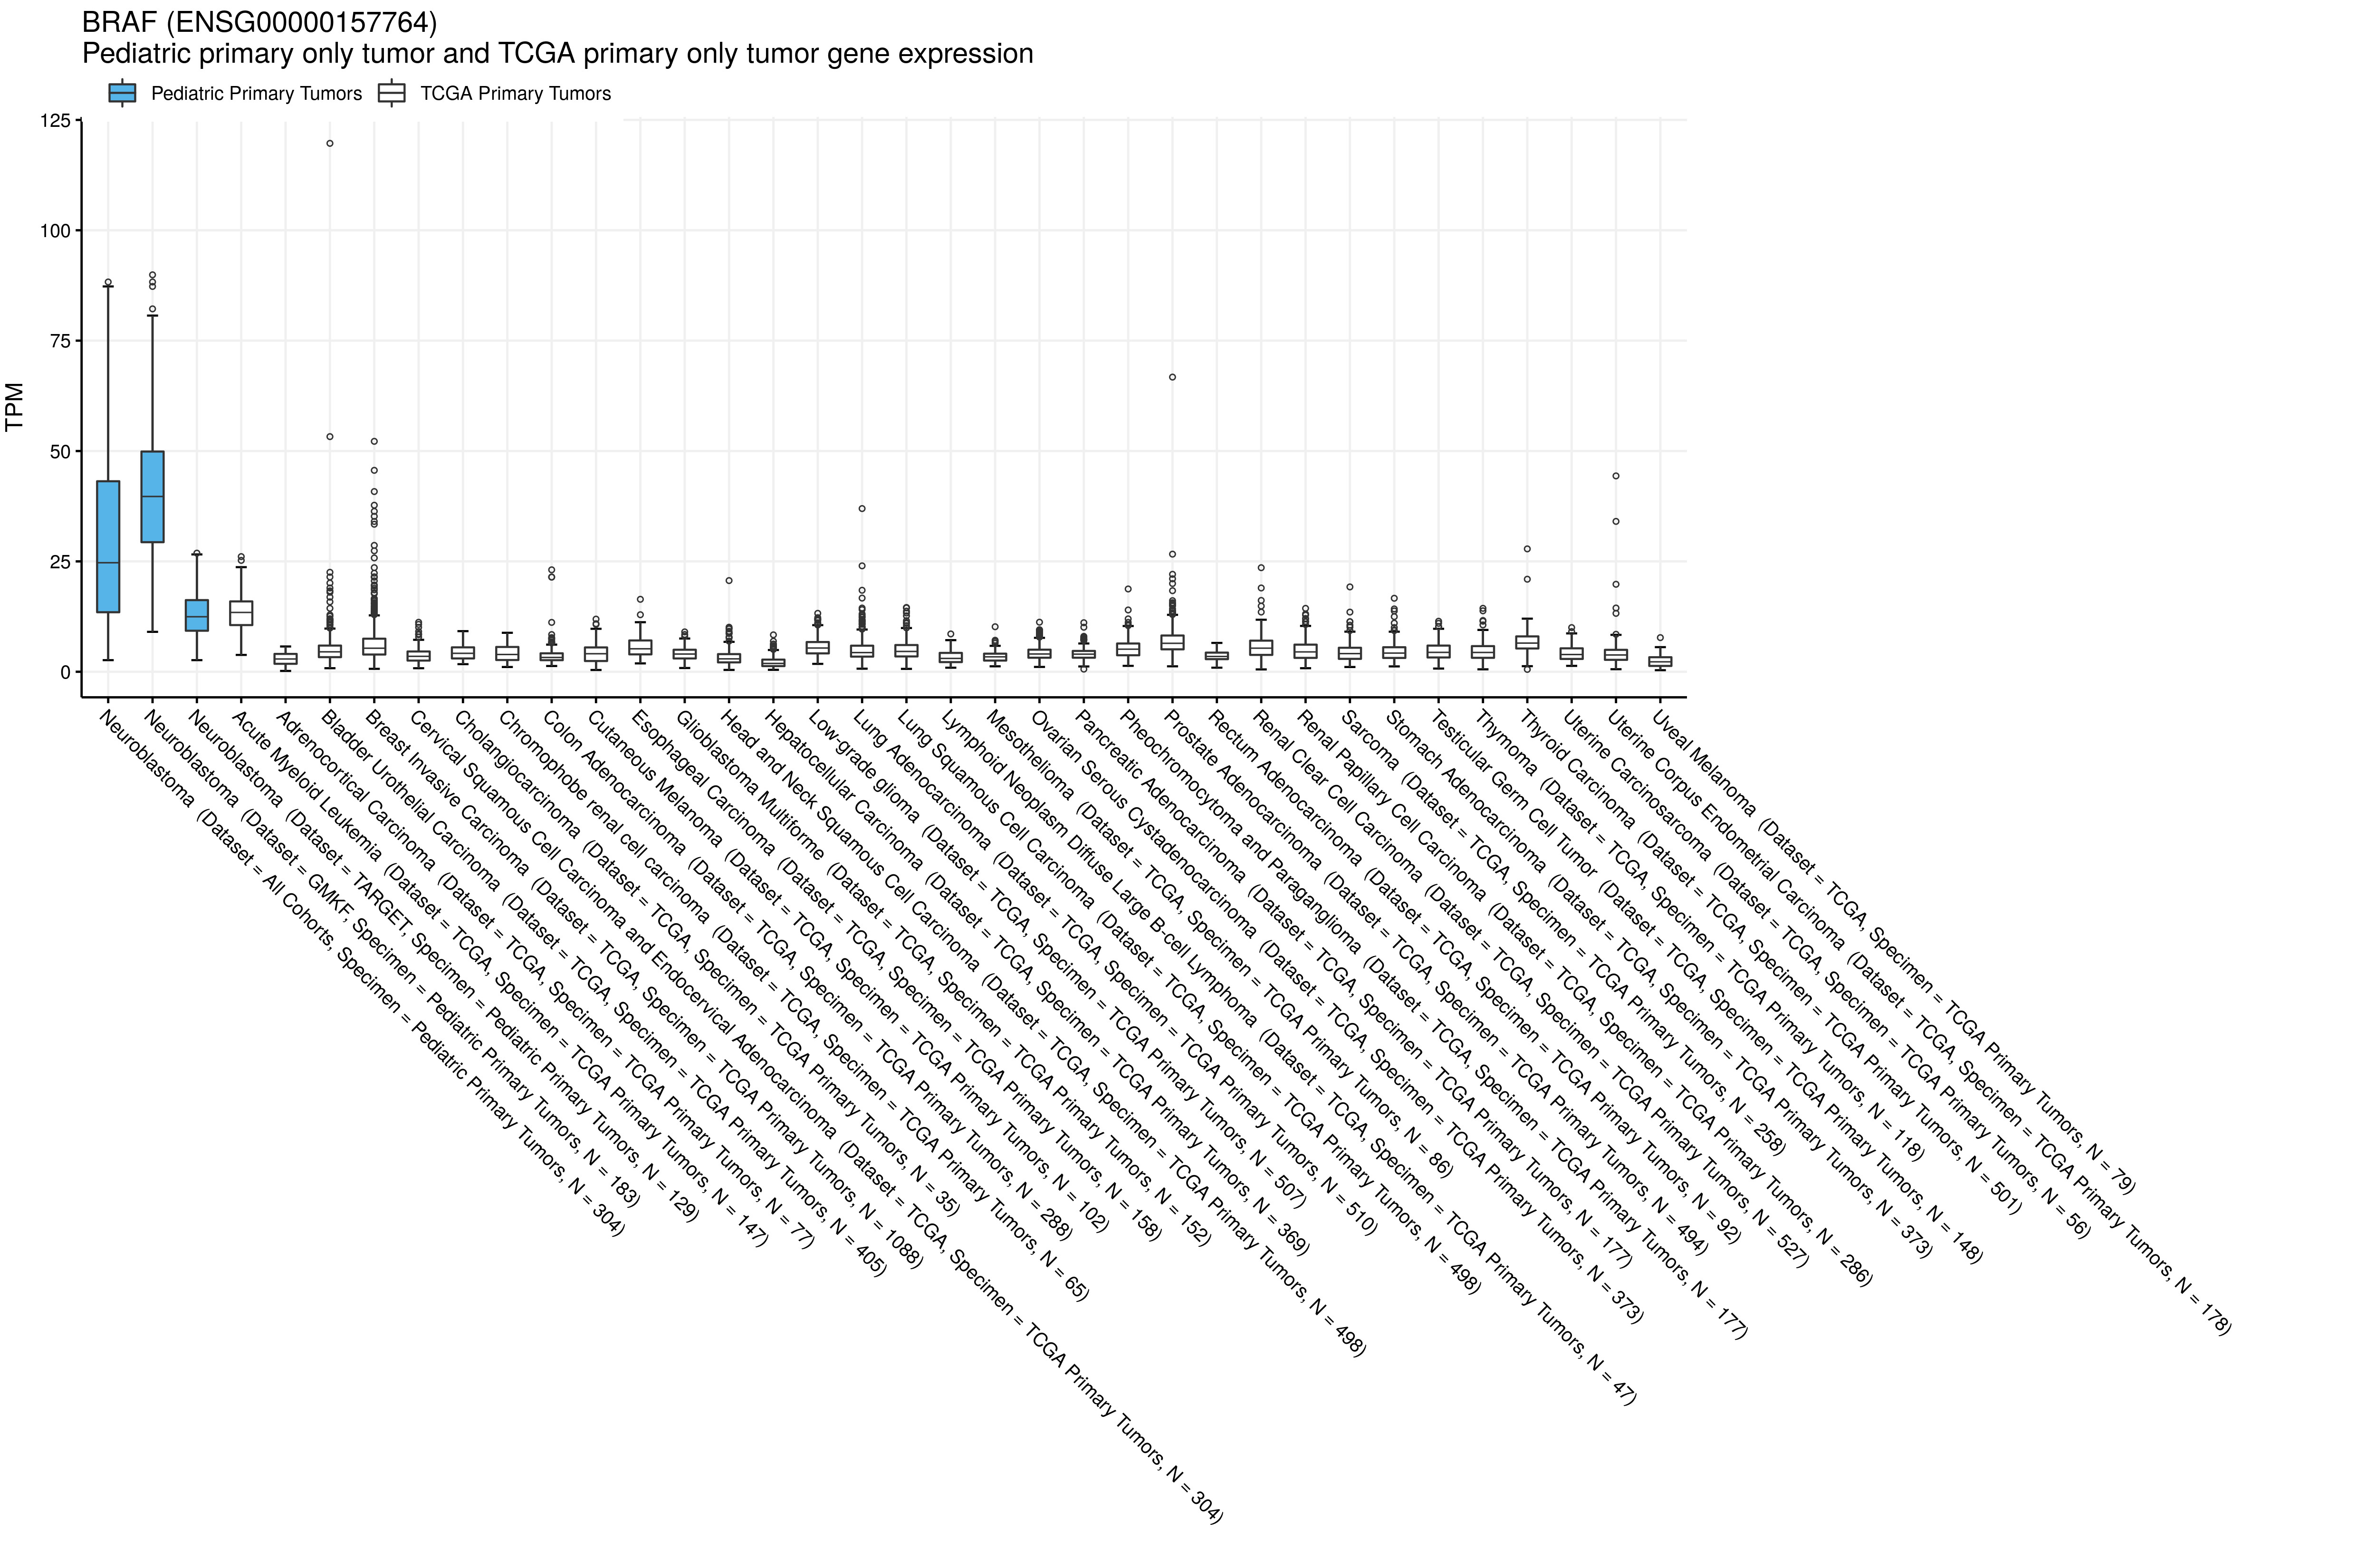 BRAF (ENSG00000157764)
Pediatric primary only tumor and TCGA primary only tumor gene expression
Pediatric Primary Tumors
TCGA Primary Tumors
TPM
125
100
75
50
25
0
Neuroblastoma (Dataset = All Cohorts, Specimen = Pediatric Primary Tumors, N = 304)
Neuroblastoma (Dataset = GMKF, Specimen = Pediatric Primary Tumors, N = 183)
Neuroblastoma (Dataset = TARGET, Specimen = Pediatric Primary Tumors, N = 129)
Acute Myeloid Leukemia (Dataset = TCGA, Specimen = TCGA Primary Tumors, N = 147)
Adrenocortical Carcinoma (Dataset = TCGA, Specimen = TCGA Primary Tumors, N = 77)
Bladder Urothelial Carcinoma (Dataset = TCGA, Specimen = TCGA Primary Tumors, N = 405)
Breast Invasive Carcinoma (Dataset = TCGA, Specimen = TCGA Primary Tumors, N = 1088)
Cervical Squamous Cell Carcinoma and Endocervical Adenocarcinoma (Dataset = TCGA, Specimen = TCGA Primary Tumors, N = 304)
Cholangiocarcinoma (Dataset = TCGA, Specimen = TCGA Primary Tumors, N = 35)
Chromophobe renal cell carcinoma (Dataset = TCGA, Specimen = TCGA Primary Tumors, N = 65)
Colon Adenocarcinoma (Dataset = TCGA, Specimen = TCGA Primary Tumors, N = 288)
Cutaneous Melanoma (Dataset = TCGA, Specimen = TCGA Primary Tumors, N = 102)
Esophageal Carcinoma (Dataset = TCGA, Specimen = TCGA Primary Tumors, N = 158)
Glioblastoma Multiforme (Dataset = TCGA, Specimen = TCGA Primary Tumors, N = 152)
Head and Neck Squamous Cell Carcinoma (Dataset = TCGA, Specimen = TCGA Primary Tumors, N = 498)
Hepatocellular Carcinoma (Dataset = TCGA, Specimen = TCGA Primary Tumors, N = 369)
Low-grade glioma (Dataset = TCGA, Specimen = TCGA Primary Tumors, N = 507)
Lung Adenocarcinoma (Dataset = TCGA, Specimen = TCGA Primary Tumors, N = 510)
Lung Squamous Cell Carcinoma (Dataset = TCGA, Specimen = TCGA Primary Tumors, N = 498)
Lymphoid Neoplasm Diffuse Large B-cell Lymphoma (Dataset = TCGA, Specimen = TCGA Primary Tumors, N = 47)
Mesothelioma (Dataset = TCGA, Specimen = TCGA Primary Tumors, N = 86)
Ovarian Serous Cystadenocarcinoma (Dataset = TCGA, Specimen = TCGA Primary Tumors, N = 373)
Pancreatic Adenocarcinoma (Dataset = TCGA, Specimen = TCGA Primary Tumors, N = 177)
Pheochromocytoma and Paraganglioma (Dataset = TCGA, Specimen = TCGA Primary Tumors, N = 177)
Prostate Adenocarcinoma (Dataset = TCGA, Specimen = TCGA Primary Tumors, N = 494)
Rectum Adenocarcinoma (Dataset = TCGA, Specimen = TCGA Primary Tumors, N = 92)
Renal Clear Cell Carcinoma (Dataset = TCGA, Specimen = TCGA Primary Tumors, N = 527)
Renal Papillary Cell Carcinoma (Dataset = TCGA, Specimen = TCGA Primary Tumors, N = 286)
Sarcoma (Dataset = TCGA, Specimen = TCGA Primary Tumors, N = 258)
Stomach Adenocarcinoma (Dataset = TCGA, Specimen = TCGA Primary Tumors, N = 373)
Testicular Germ Cell Tumor (Dataset = TCGA, Specimen = TCGA Primary Tumors, N = 148)
Thymoma (Dataset = TCGA, Specimen = TCGA Primary Tumors, N = 118)
Thyroid Carcinoma (Dataset = TCGA, Specimen = TCGA Primary Tumors, N = 501)
Uterine Carcinosarcoma (Dataset = TCGA, Specimen = TCGA Primary Tumors, N = 56)
Uterine Corpus Endometrial Carcinoma (Dataset = TCGA, Specimen = TCGA Primary Tumors, N = 178)
Uveal Melanoma (Dataset = TCGA, Specimen = TCGA Primary Tumors, N = 79)